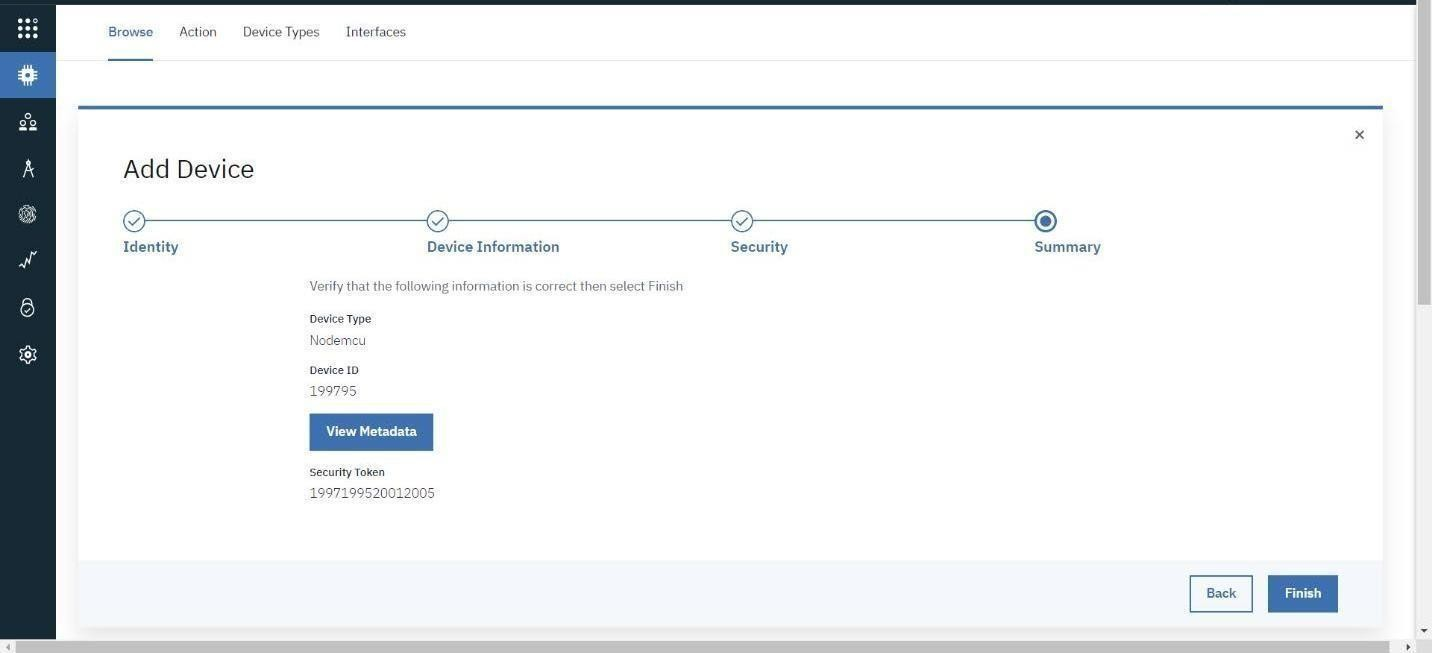 Browse Action Device Types Interfaces
Add Device
Identity Device Information Security Summary
Verify that the following information is correct then select Finish
Device Type
Nodemcu
Device ID
199795
View Metadata
Security Token
1997199520012005
Back Finish